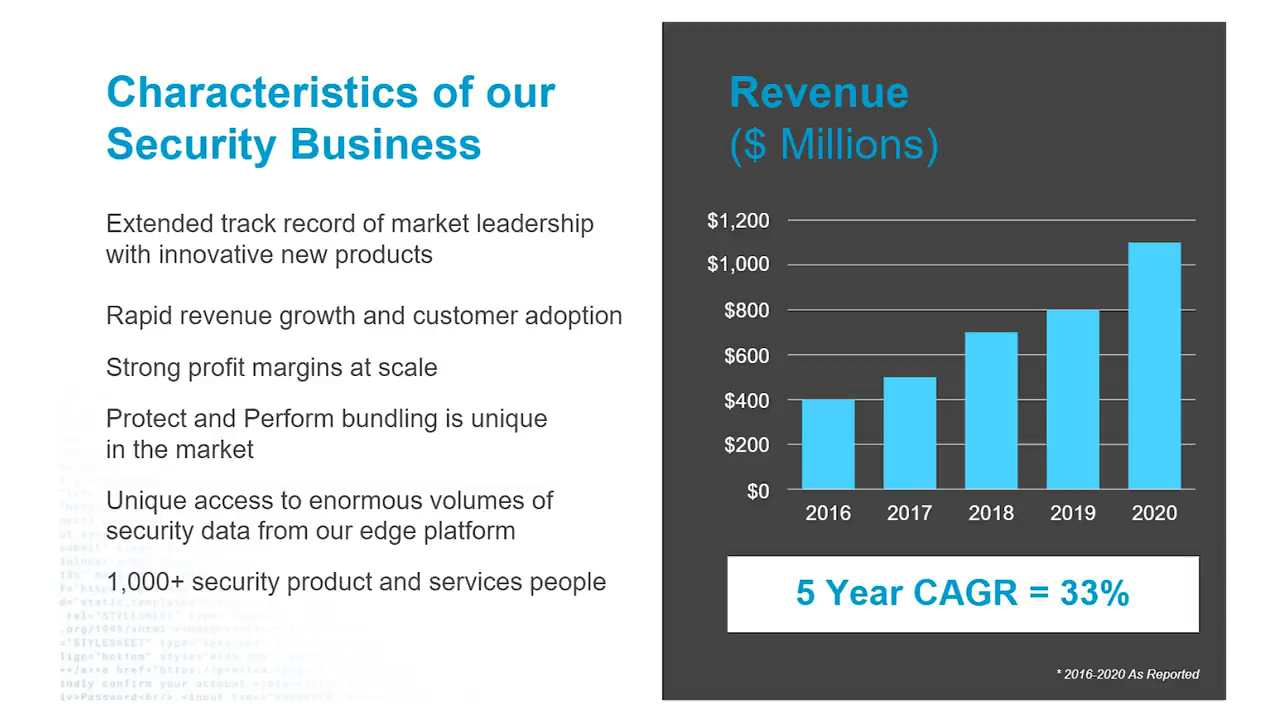 Characteristics of our
Security Business
Extended track record of market leadership
with innovative new products
Rapid revenue growth and customer adoption
Strong profit margins at scale
Protect and Perform bundling is unique
in the market
Unique access to enormous volumes of
security data from our edge platform
1,000+ security product and services people
Revenue
($ Millions)
$1,200
$1,000
$800
$600
$400
$200
$0
2016 2017 2018 2019 2020
5 Year CAGR = 33%
* 2016-2020 As Reported